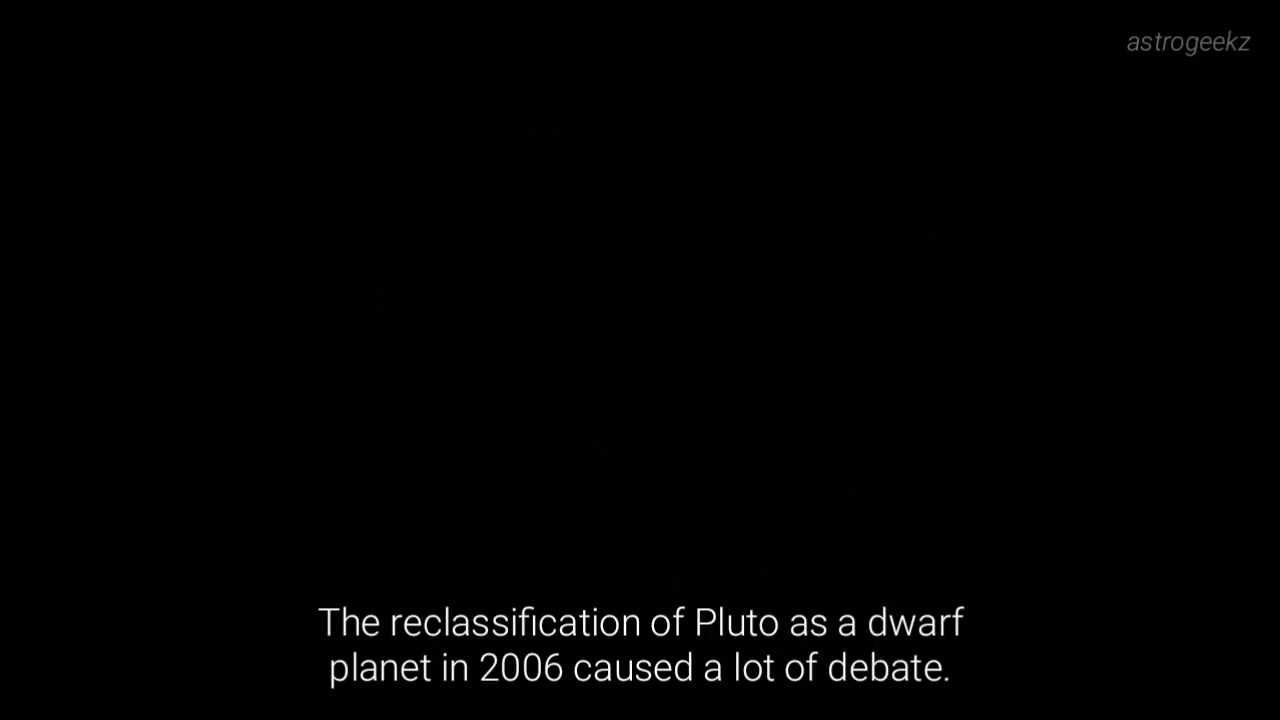 astrogeekz
The reclassification of Pluto as a dwarf
planet in 2006 caused a lot of debate.